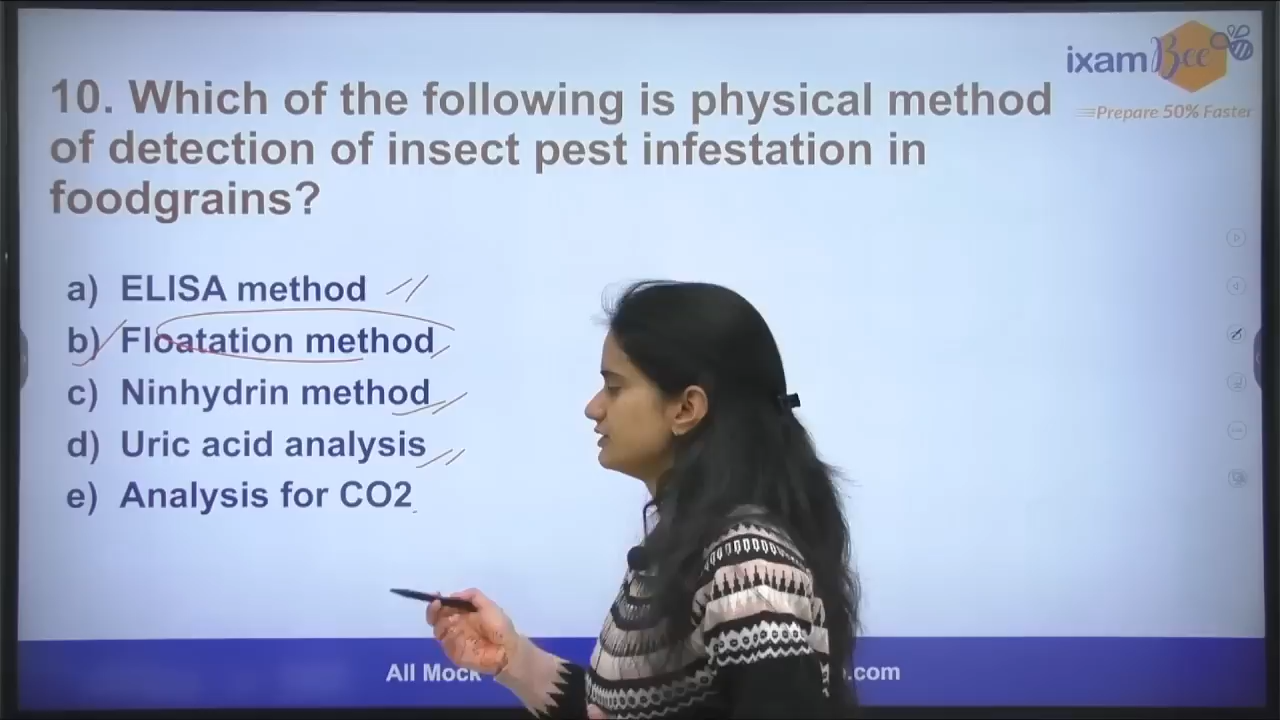 ixamBee
Prepare 50% Faster
10. Which of the following is physical method
of detection of insect pest infestation in
foodgrains?
a) ELISA method
b) Floatation method
c) Ninhydrin method
d) Uric acid analysis
e) Analysis for CO2
All Mock
.com